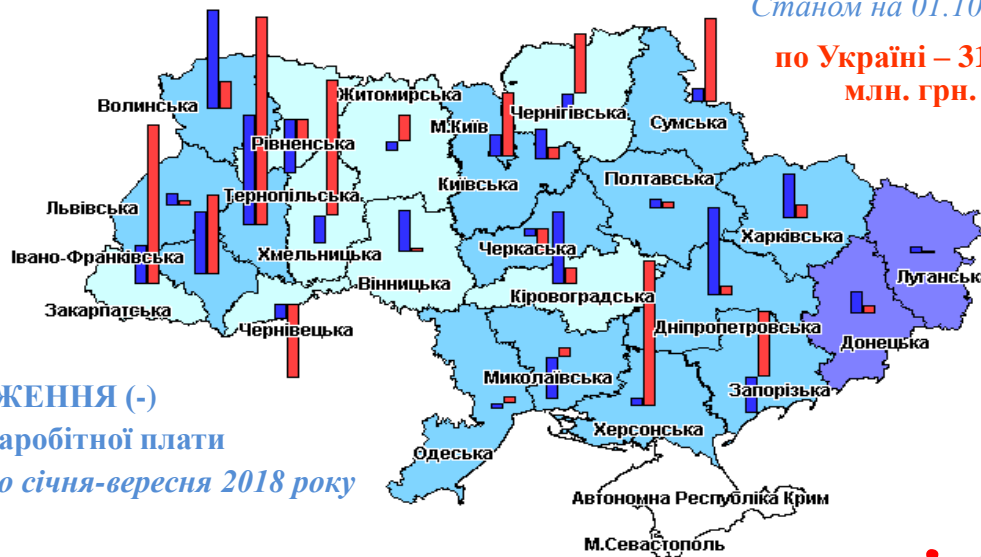 Станом на 01.10
по Україні – 31
млн. грн.
Волинська
Житомирська
Чернігівська
Сумська
Рівненська
М.Київ
Київська
Полтавська
Тернопільська
Львівська
Харківська
Івано-Франківська
Хмельницька
Черкаська
Луганськ
Вінницька
Закарпатська
Кіровоградська
Чернівецька
Дніпропетровська
Донецька
Миколаївська
Запорізька
Херсонська
Одеська
ЖЕННЯ (-)
аробітної плати
о січня-вересня 2018 року
Автономна Республіка Крим
М.Севастополь